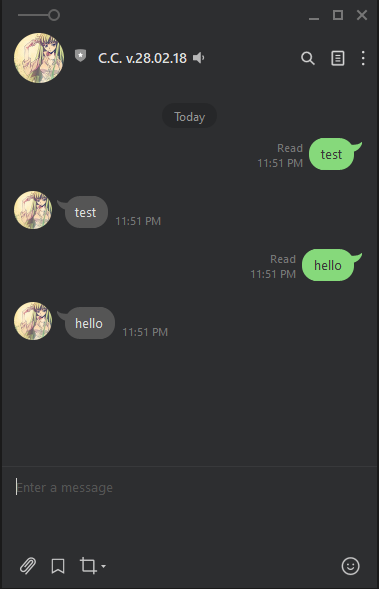 C.C. v.28.02.18
Today
Read
11:51 PM
test
test
11:51 PM
Read
11:51 PM
hello
hello
11:51 PM
Enter a message